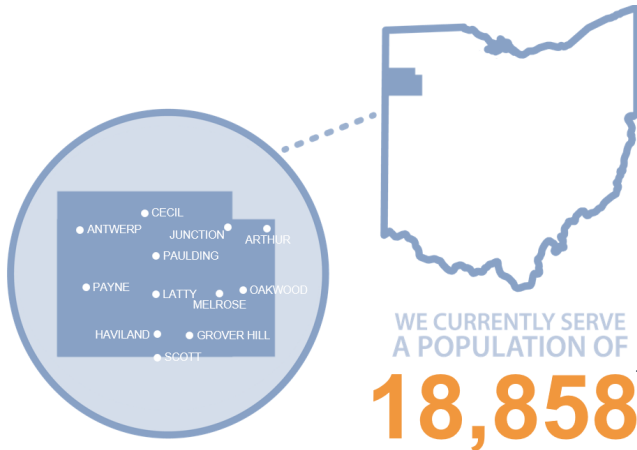 CECIL
ANTWERP
JUNCTION
ARTHUR
PAULDING
PAYNE
LATTY
MELROSE
OAKWOOD
HAVILAND
GROVER HILL
SCOTT
WE CURRENTLY SERVE
A POPULATION OF
18,858